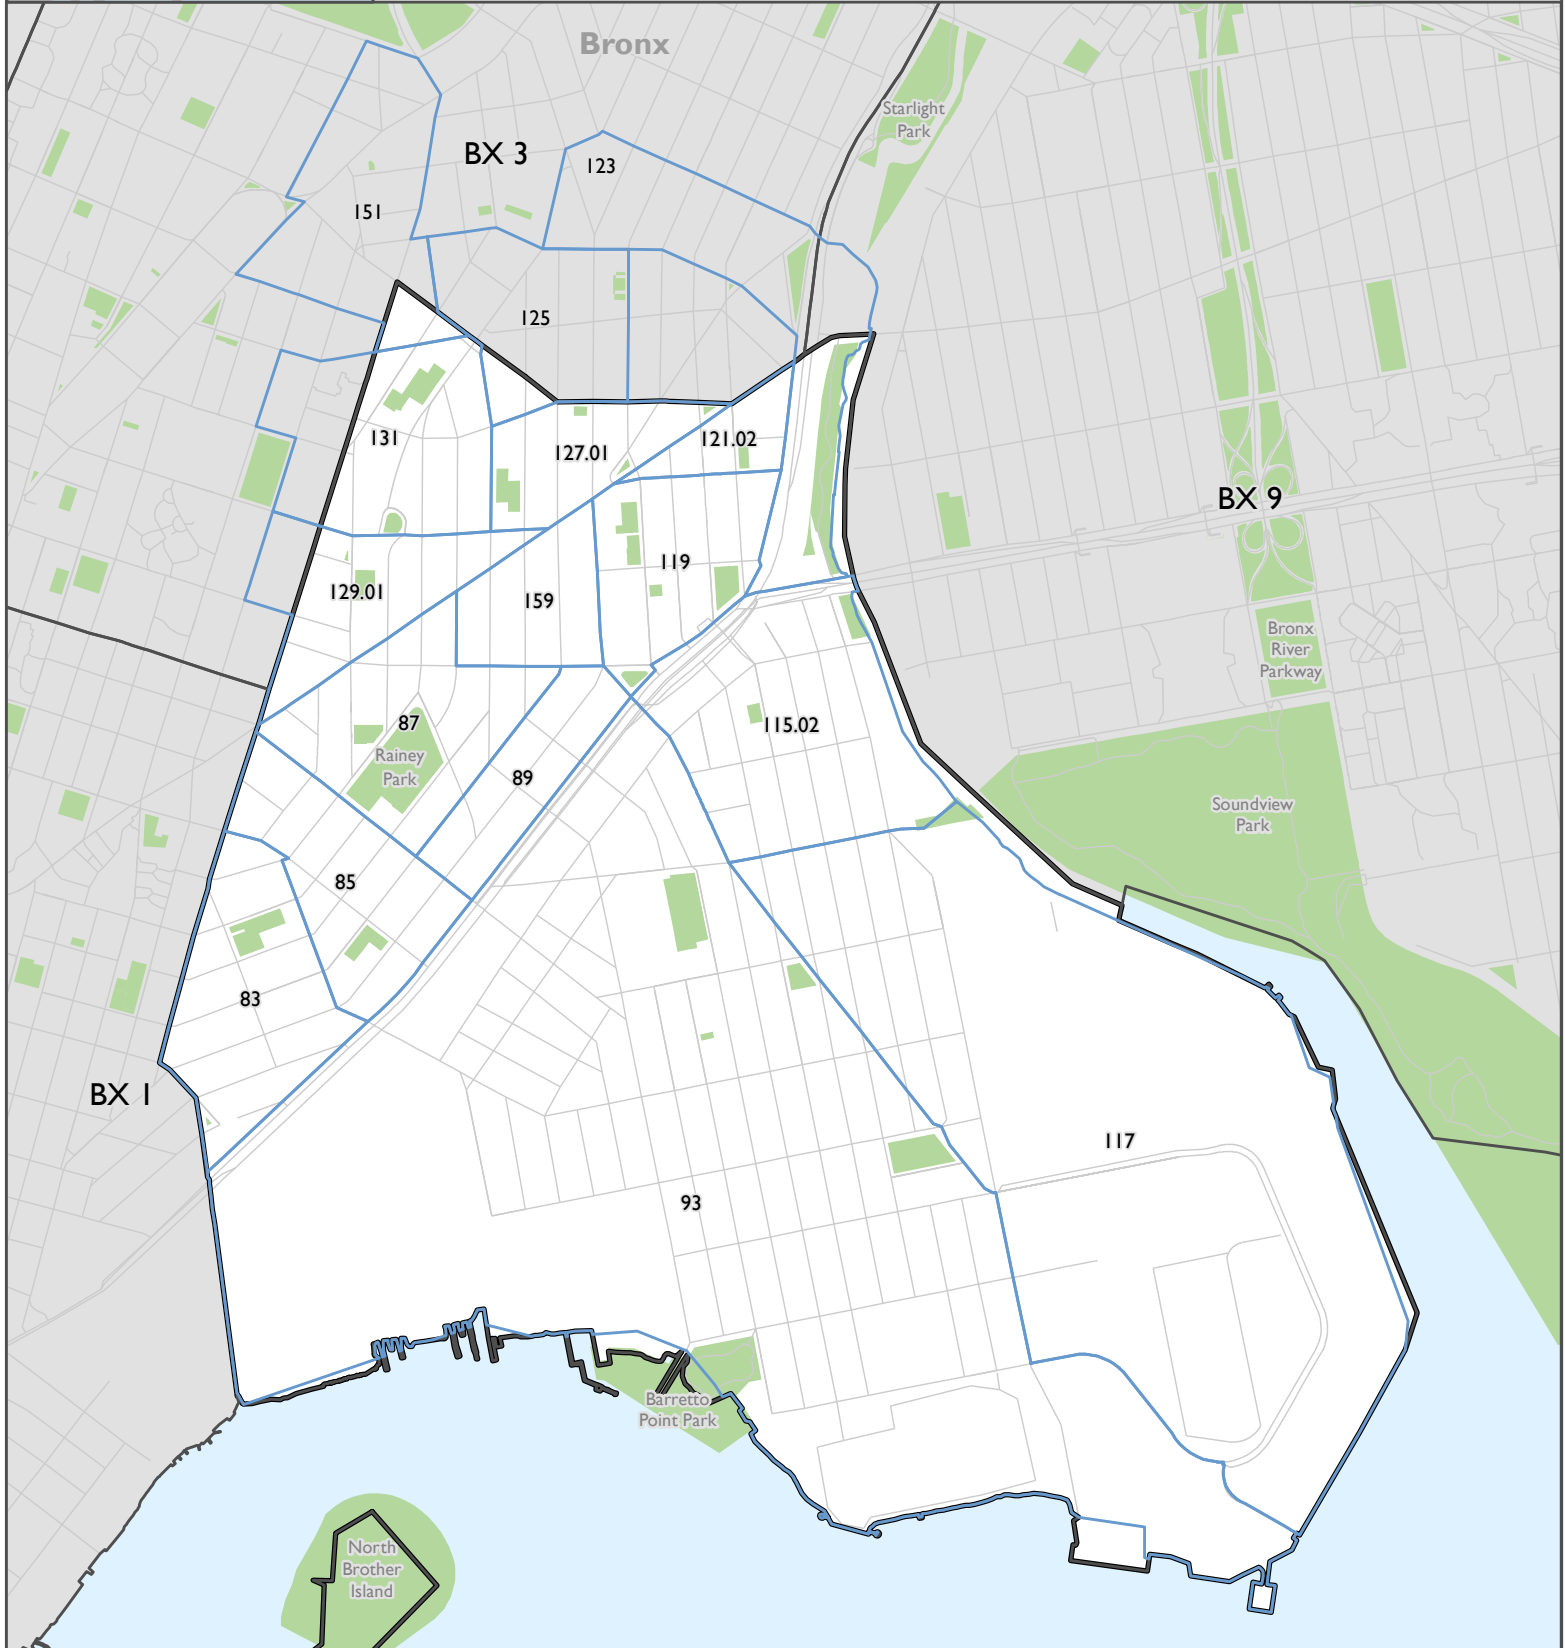 Bronx
Starlight
Park
BX 3
123
151
125
131
127.01
121.02
BX 9
119
129.01
159
Bronx
River
Parkway
87
115.02
Rainey
Park
89
Soundview
Park
85
83
BX 1
117
93
Barretto
Point Park
North
Brother
Island